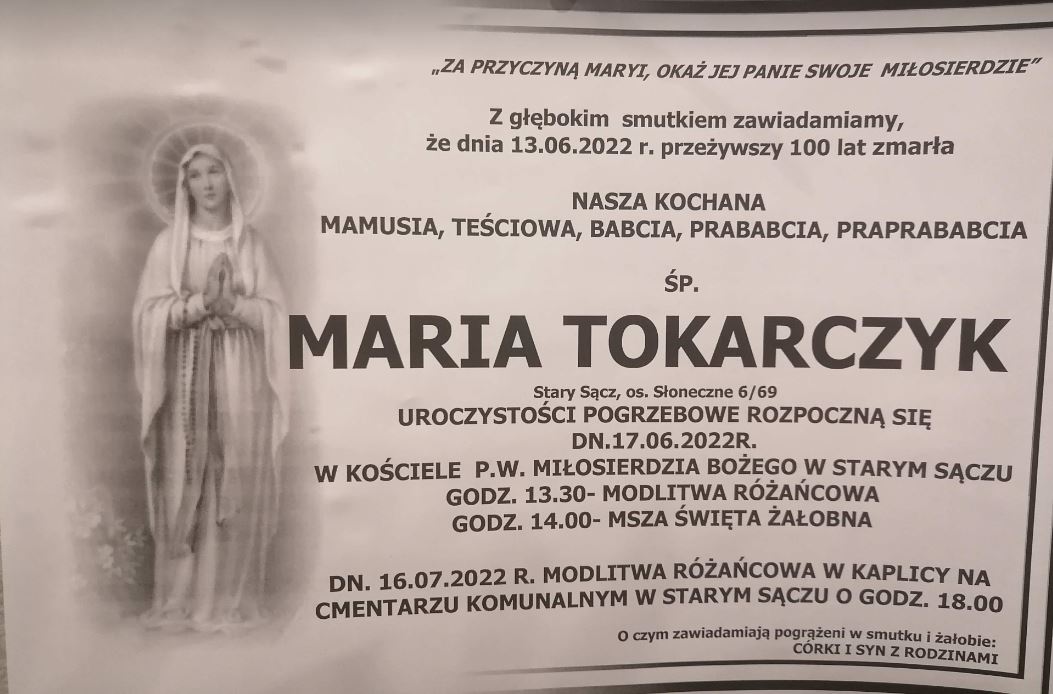 „ZA PRZYCZYNĄ MARYI, OKAŻ JEJ PANIE SWOJE MIŁOSIERDZIE”
Z głębokim smutkiem zawiadamiamy,
że dnia 13.06.2022 r. przeżywszy 100 lat zmarła
NASZA KOCHANA
MAMUSIA, TEŚCIOWA, BABCIA, PRABABCIA, PRAPRABABCIA
ŚP.
MARIA TOKARCZYK
Stary Sącz, os. Słoneczne 6/69
UROCZYSTOŚCI POGRZEBOWE ROZPOCZNĄ SIĘ
DN.17.06.2022R.
W KOŚCIELE P.W. MIŁOSIERDZIA BOŻEGO W STARYM SĄCZU
GODZ. 13.30- MODLITWA RÓŻAŃCOWA
GODZ. 14.00- MSZA ŚWIĘTA ŻAŁOBNA
DN. 16.07.2022 R. MODLITWA RÓŻAŃCOWA W KAPLICY NA
CMENTARZU KOMUNALNYM W STARYM SĄCZU O GODZ. 18.00
O czym zawiadamiają pogrążeni w smutku i żałobie:
CÓRKI I SYN Z RODZINAMI